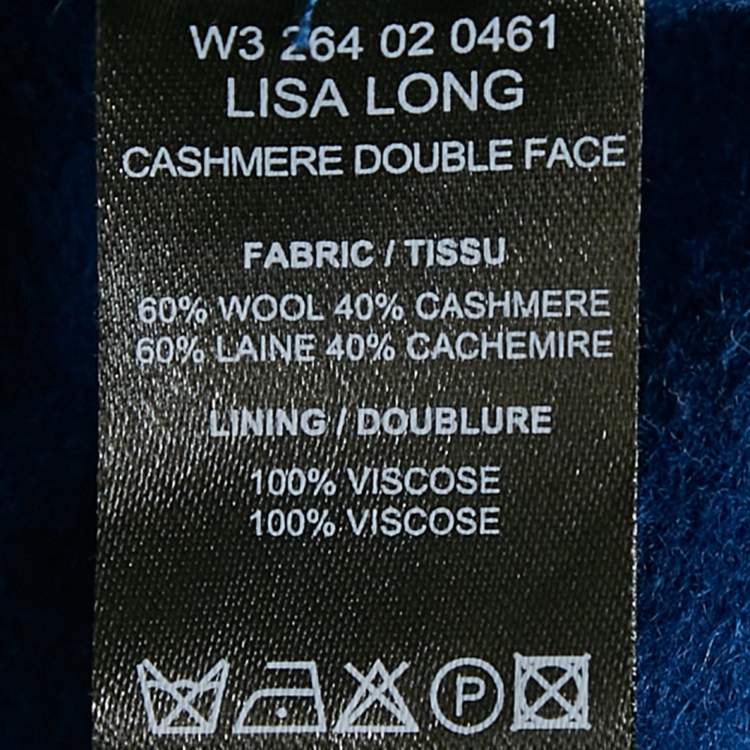 W3 264 02 0461
LISA LONG
CASHMERE DOUBLE FACE
FABRIC / TISSU
60% WOOL 40% CASHMERE
60% LAINE 40% CACHEMIRE
LINING / DOUBLURE
100% VISCOSE
100% VISCOSE
P